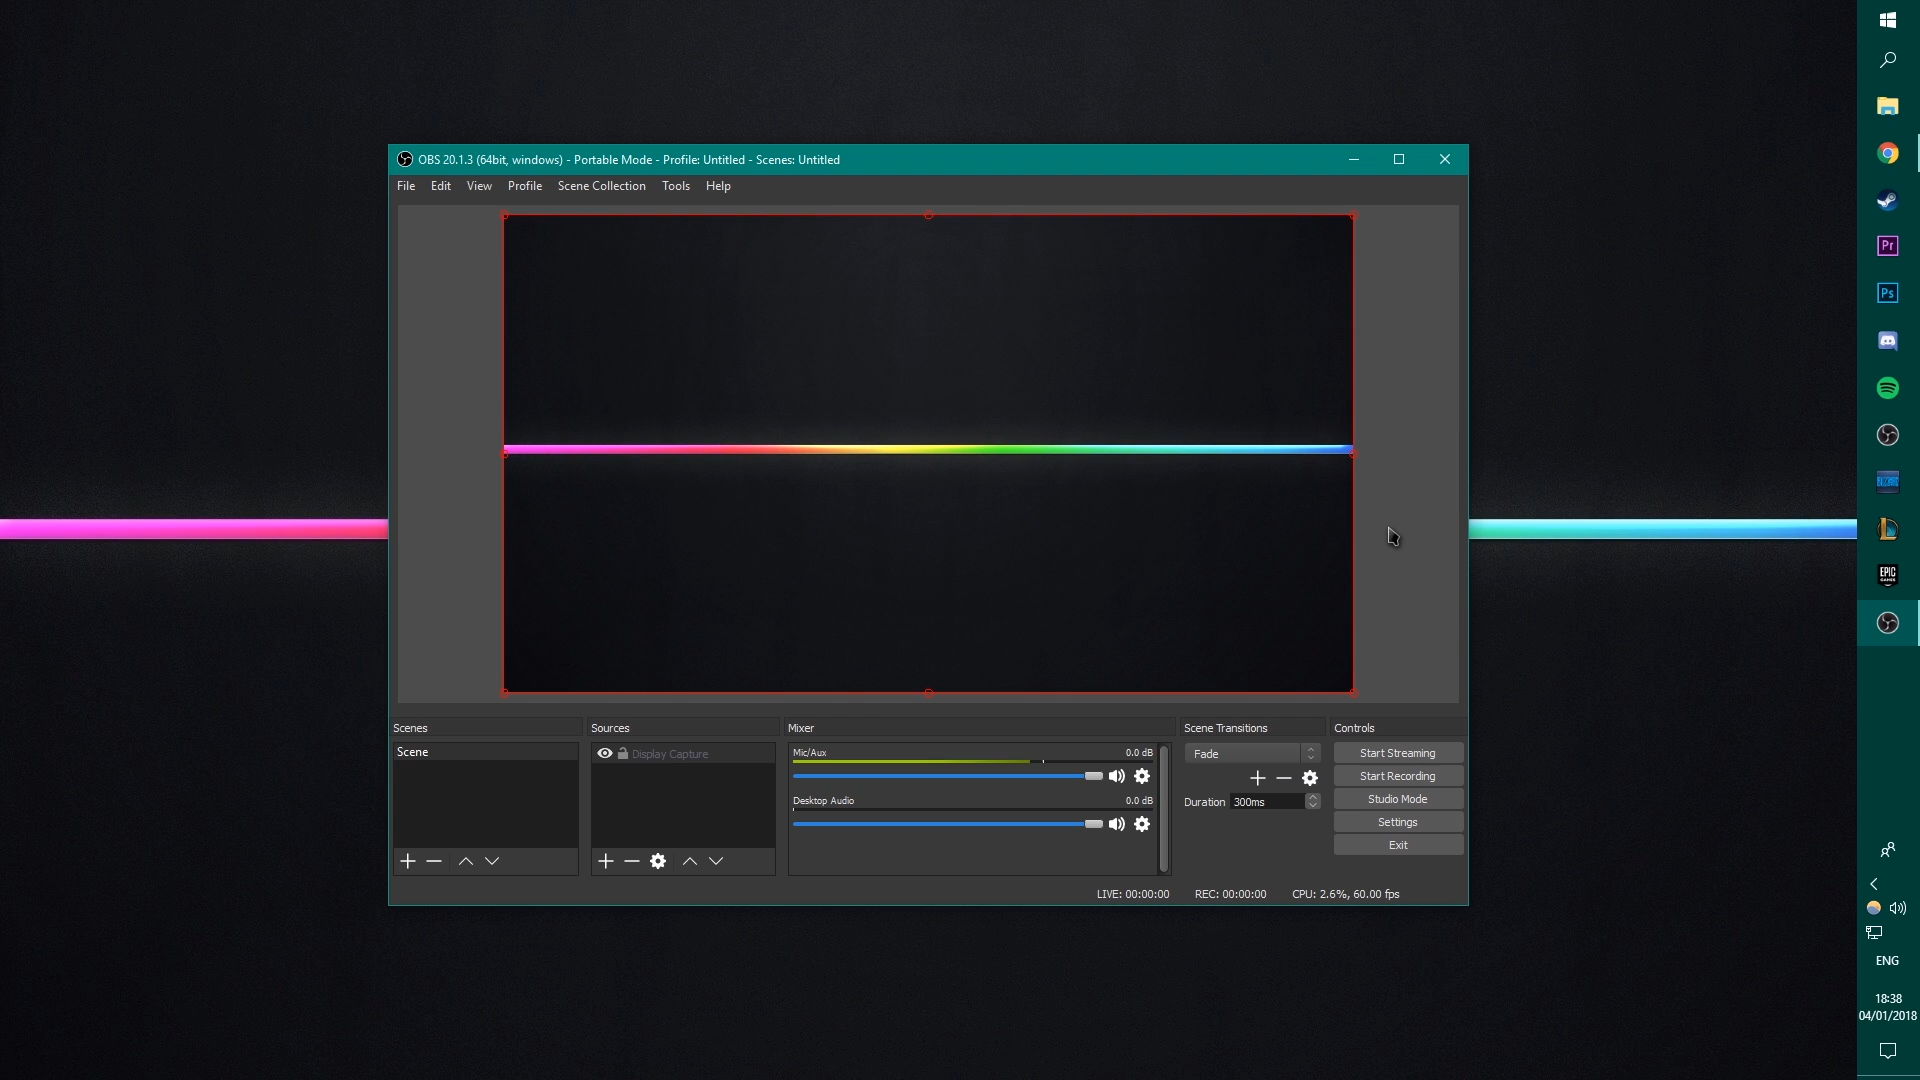 OBS 20.1.3 (64bit, windows) - Portable Mode - Profile: Untitled - Scenes: Untitled
File Edit View Profile Scene Collection Tools Help
Scenes Sources Mixer Scene Transitions Controls
Scene
Display Capture
Mic/Aux 0.0 dB
Desktop Audio 0.0 dB
Fade
Duration 300ms
Start Streaming
Start Recording
Studio Mode
Settings
Exit
LIVE: 00:00:00 REC: 00:00:00 CPU: 2.6%, 60.00 fps
Pr
Ps
BLIZZARD
L
EPIC
GAMES
ENG
18:38
04/01/2018